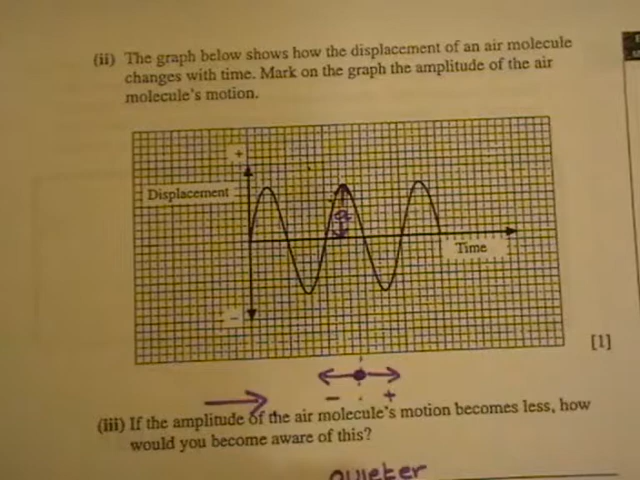 (ii) The graph below shows how the displacement of an air molecule
changes with time. Mark on the graph the amplitude of the air
molecule's motion.
+
Displacement
a
Time
−
[1]
− +
(iii) If the amplitude of the air molecule's motion becomes less, how
would you become aware of this?
quieter